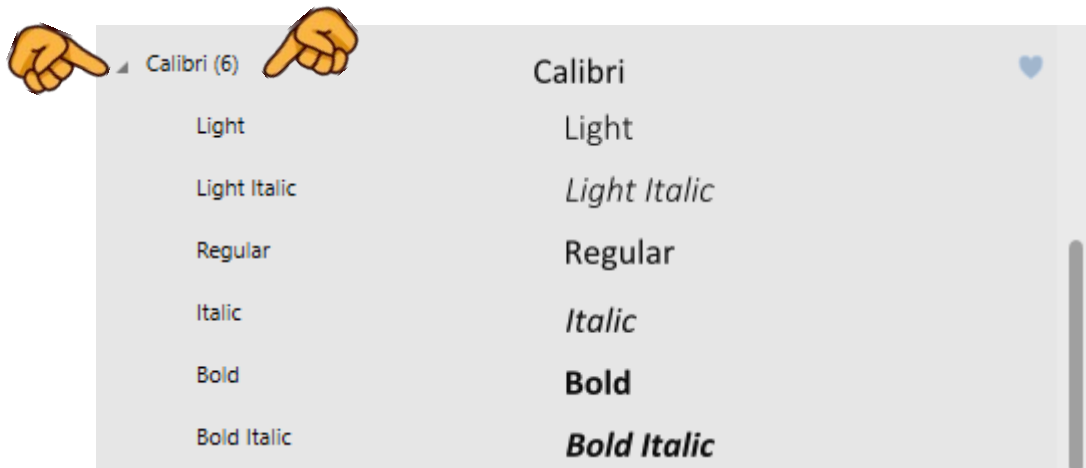 Calibri (6) Calibri
Light Light
Light Italic Light Italic
Regular Regular
Italic Italic
Bold Bold
Bold Italic Bold Italic